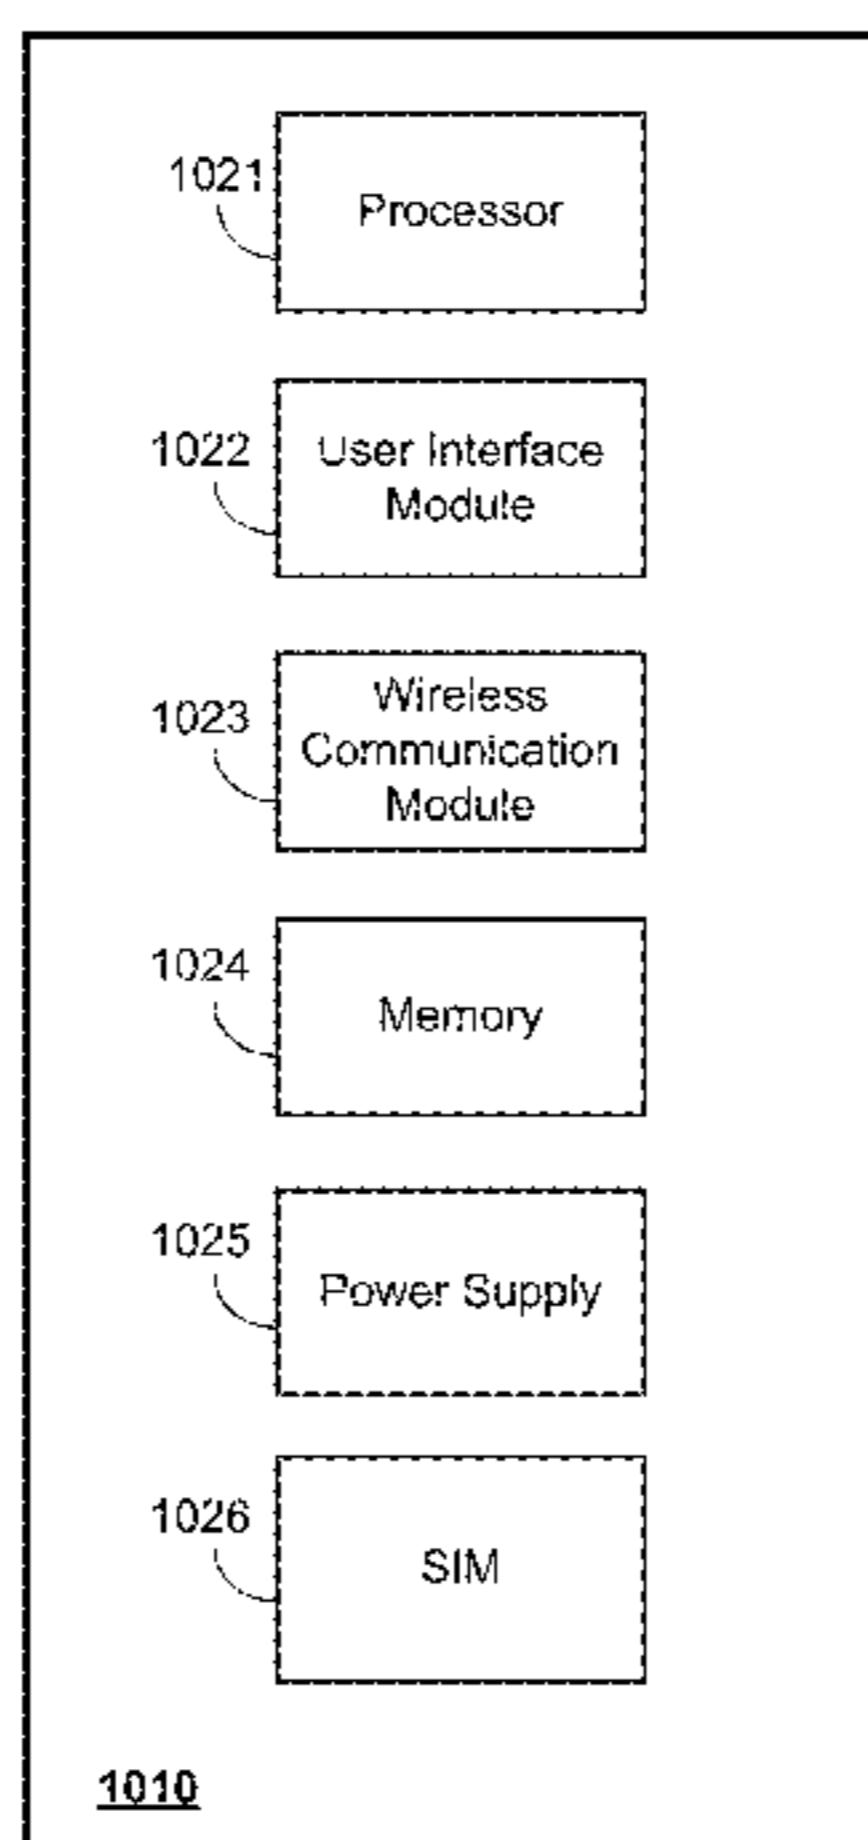 1021
Processor
1022
User Interface
Module
1023
Wireless
Communication
Module
1024
Memory
1025
Power Supply
1026
SIM
1010